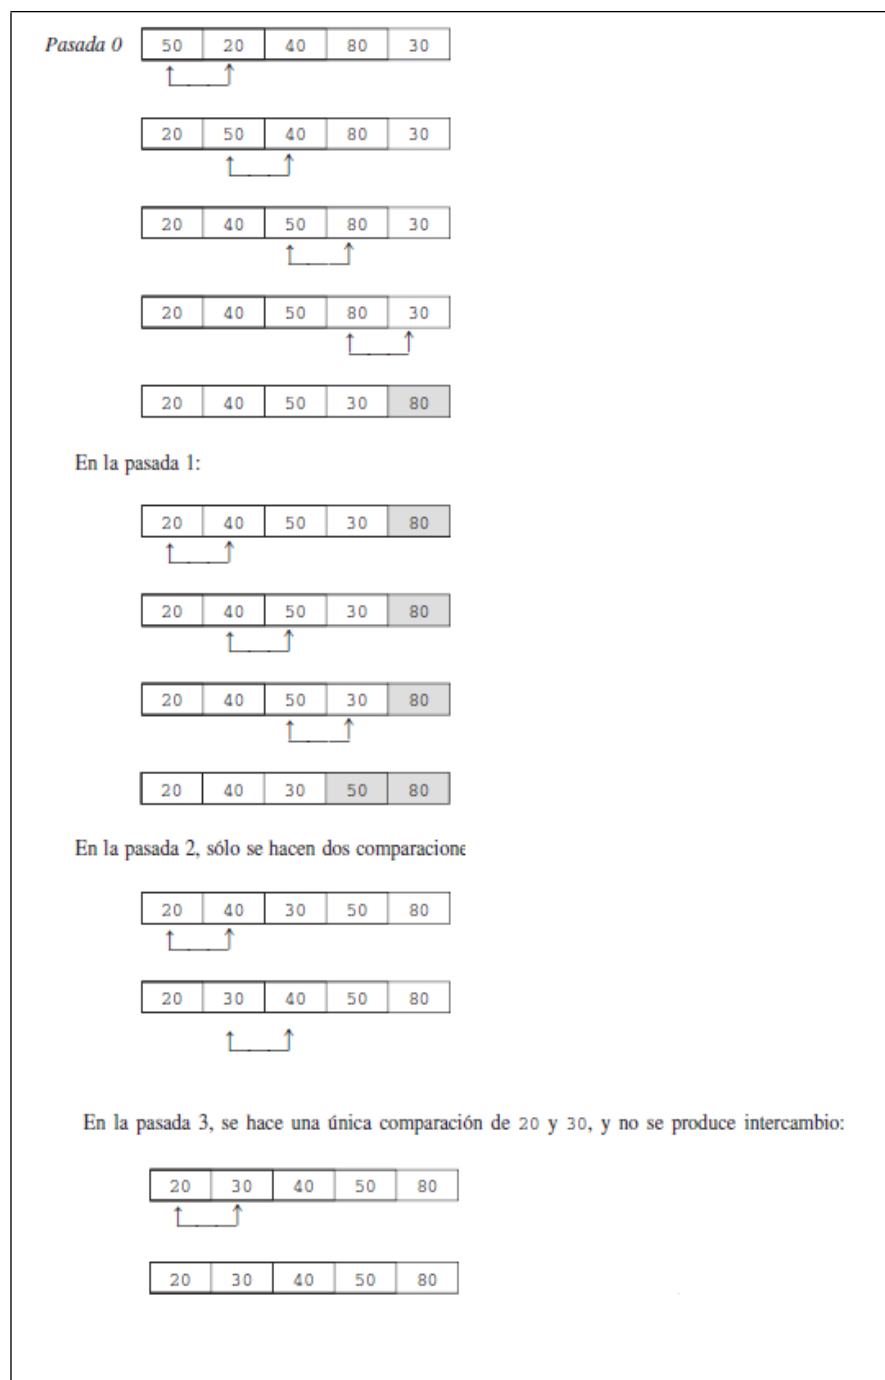 Pasada 0 50 20 40 80 30
20 50 40 80 30
20 40 50 80 30
20 40 50 80 30
20 40 50 30 80
En la pasada 1:
20 40 50 30 80
20 40 50 30 80
20 40 50 30 80
20 40 30 50 80
En la pasada 2, sólo se hacen dos comparacione
20 40 30 50 80
20 30 40 50 80
En la pasada 3, se hace una única comparación de 20 y 30, y no se produce intercambio:
20 30 40 50 80
20 30 40 50 80